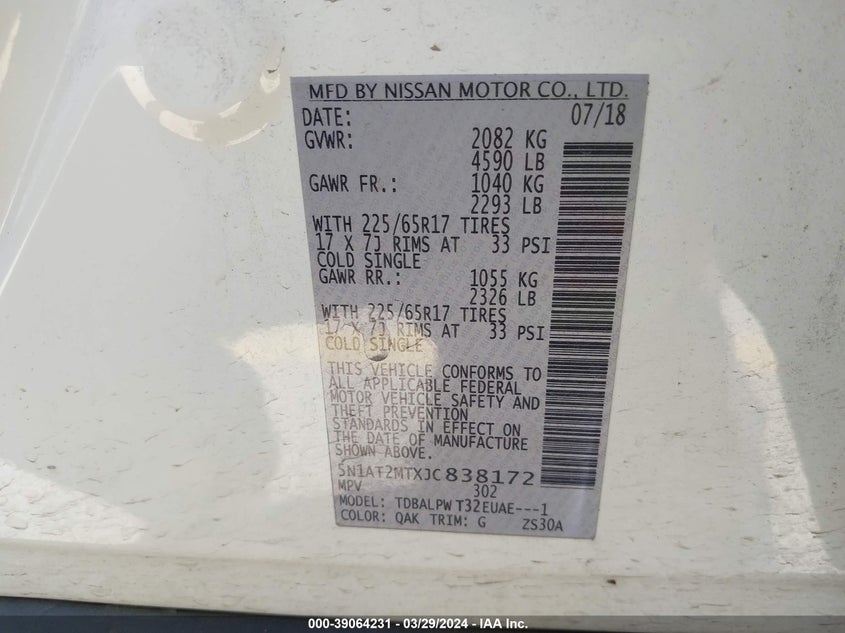 MFD BY NISSAN MOTOR CO., LTD.
DATE: 07/18
GVWR: 2082 KG
4590 LB
GAWR FR.: 1040 KG
2293 LB
WITH 225/65R17 TIRES
17 X 7J RIMS AT 33 PSI
COLD SINGLE
GAWR RR.: 1055 KG
2326 LB
WITH 225/65R17 TIRES
17 X 7J RIMS AT 33 PSI
COLD SINGLE
THIS VEHICLE CONFORMS TO
ALL APPLICABLE FEDERAL
MOTOR VEHICLE SAFETY AND
THEFT PREVENTION
STANDARDS IN EFFECT ON
THE DATE OF MANUFACTURE
SHOWN ABOVE.
5N1AT2MTXJC838172
MPV 302
MODEL: TDBALPW T32EUAE---1
COLOR: QAK TRIM: G ZS30A
000-39064231 - 03/29/2024 - IAA Inc.